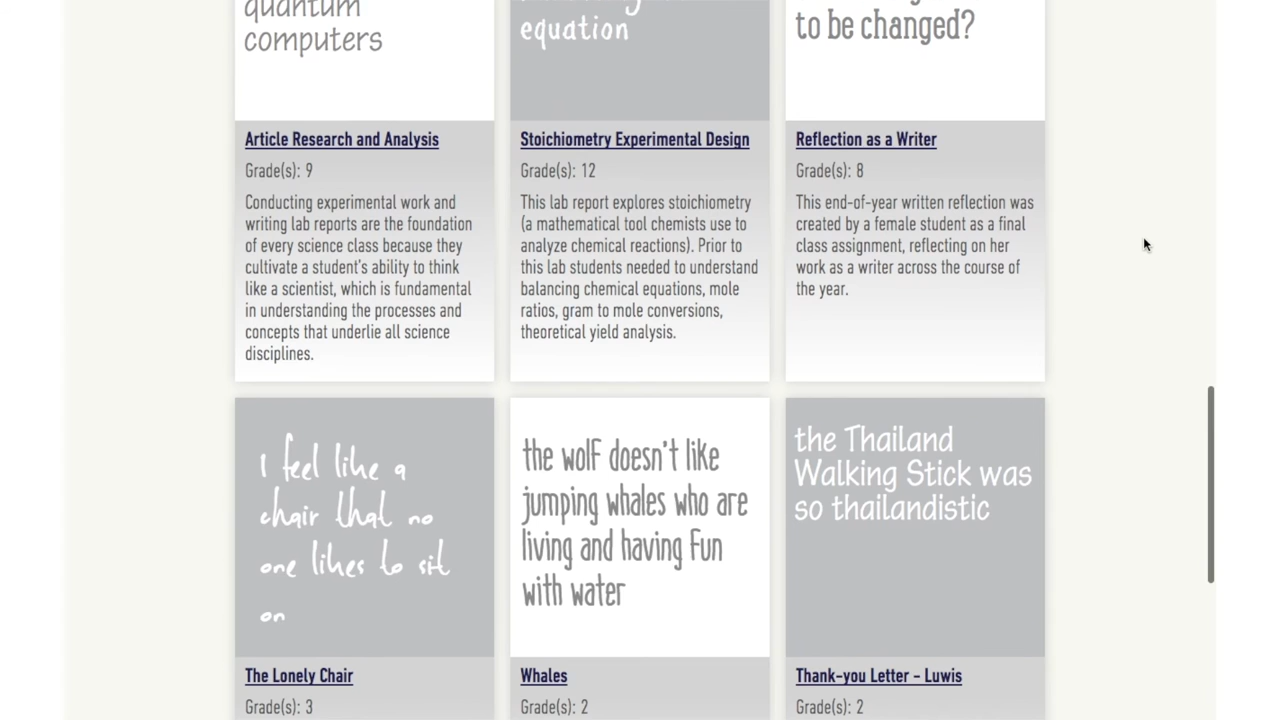 quantum
computers
equation
to be changed?
Article Research and Analysis
Grade(s): 9
Conducting experimental work and
writing lab reports are the foundation
of every science class because they
cultivate a student's ability to think
like a scientist, which is fundamental
in understanding the processes and
concepts that underlie all science
disciplines.
Stoichiometry Experimental Design
Grade(s): 12
This lab report explores stoichiometry
(a mathematical tool chemists use to
analyze chemical reactions). Prior to
this lab students needed to understand
balancing chemical equations, mole
ratios, gram to mole conversions,
theoretical yield analysis.
Reflection as a Writer
Grade(s): 8
This end-of-year written reflection was
created by a female student as a final
class assignment, reflecting on her
work as a writer across the course of
the year.
I feel like a
chair that no
one likes to sit
on
the wolf doesn't like
jumping whales who are
living and having fun
with water
the Thailand
Walking Stick was
so thailandistic
The Lonely Chair
Grade(s): 3
Whales
Grade(s): 2
Thank-you Letter - Luwis
Grade(s): 2